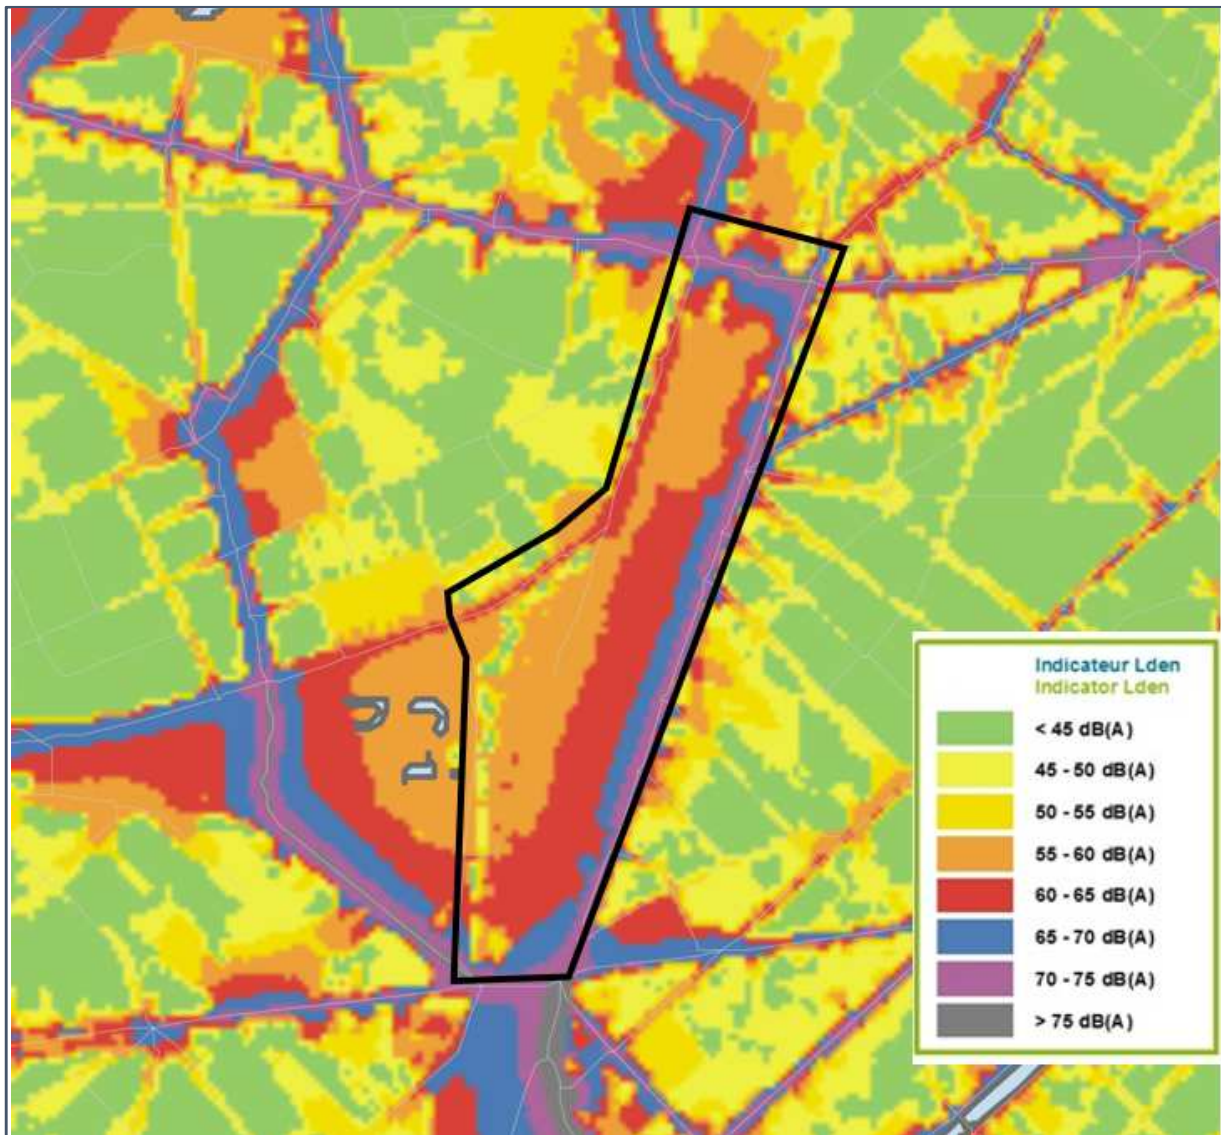 Indicateur Lden
Indicator Lden
< 45 dB(A)
45 - 50 dB(A)
50 - 55 dB(A)
55 - 60 dB(A)
60 - 65 dB(A)
65 - 70 dB(A)
70 - 75 dB(A)
> 75 dB(A)